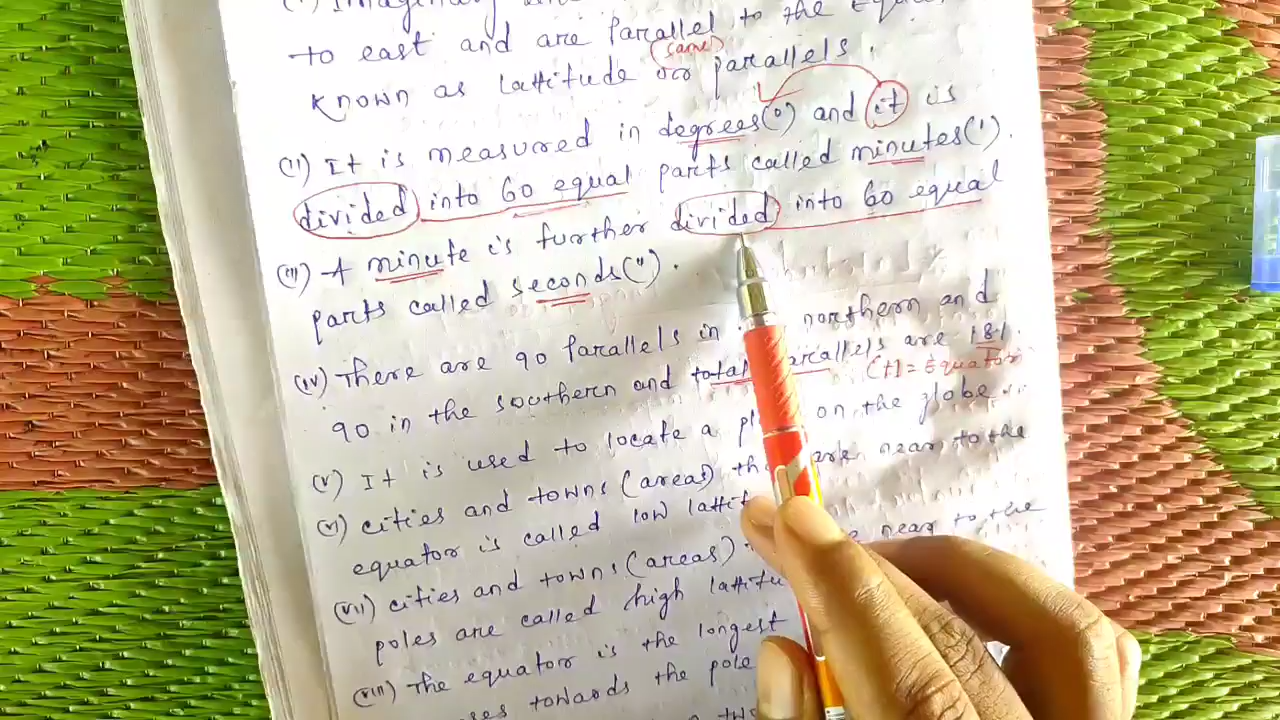 (i) Imaginary
to east and are parallel to the
(same)
known as lattitude or parallels.
(ii) It is measured in degrees(°) and it is
divided into 60 equal parts called minutes(').
(iii) A minute is further divided into 60 equal
parts called seconds(").
(iv) There are 90 parallels in northern and
90 in the southern and total parallels are 181.
(+1 = Equator
(v) It is used to locate a on the globe.
(vi) cities and towns (areas) are near to the
equator is called low
(vii) cities and towns (areas) near to the
poles are called high
(viii) The equator is the longest
towards the pole